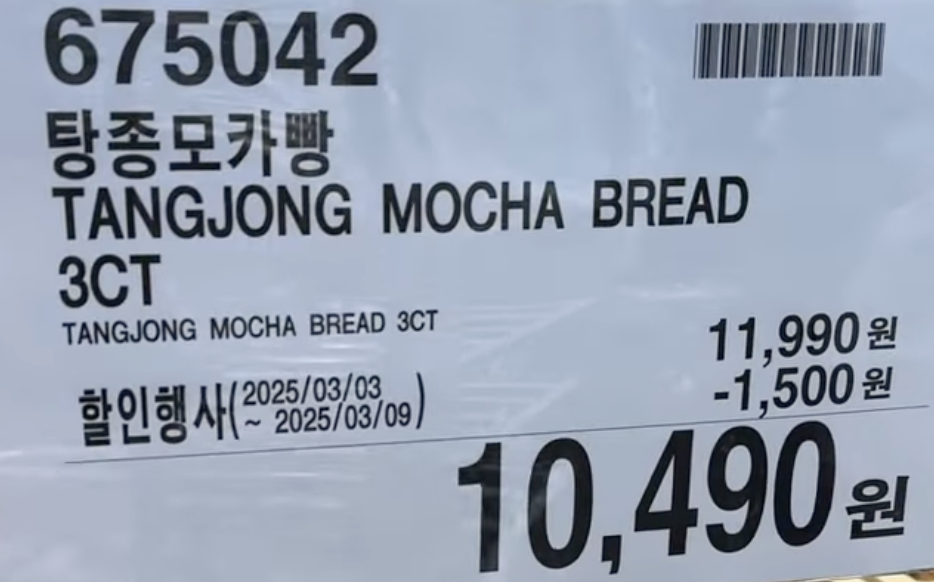 675042
탕종모카빵
TANGJONG MOCHA BREAD
3CT
TANGJONG MOCHA BREAD 3CT
11,990원
할인행사(2025/03/03
~ 2025/03/09)
-1,500원
10,490원